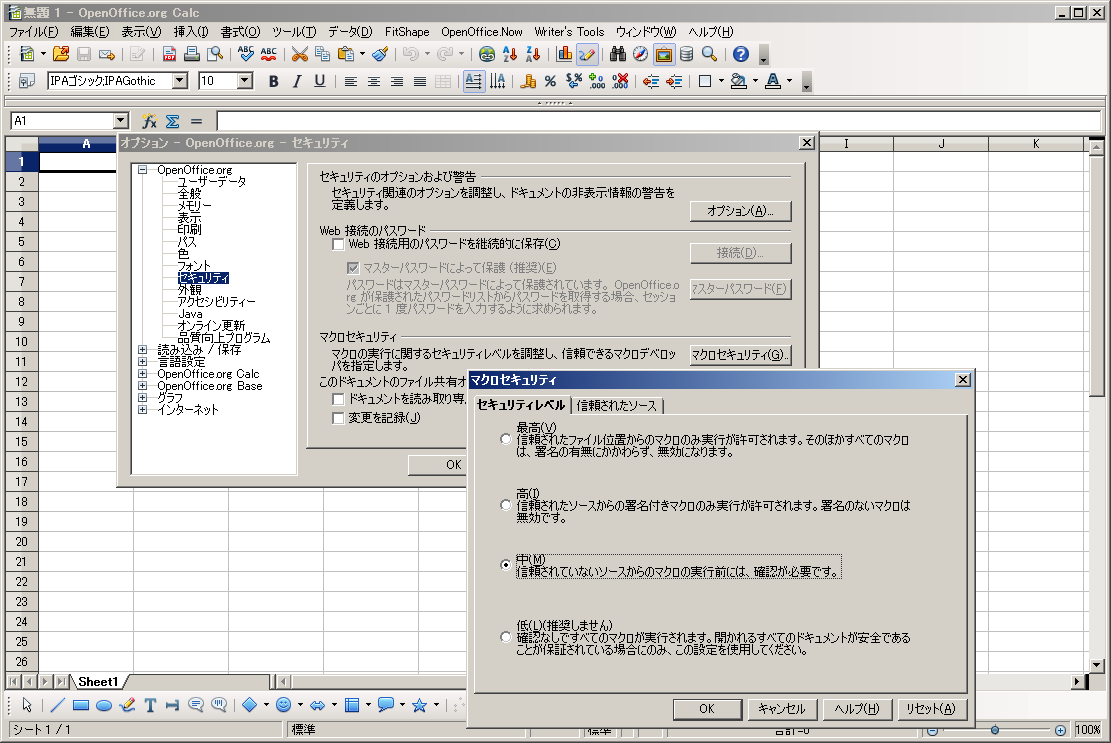 無題 1 - OpenOffice.org Calc
ファイル(F) 編集(E) 表示(V) 挿入(I) 書式(O) ツール(T) データ(D) FitShape OpenOffice.Now Writer's Tools ウィンドウ(W) ヘルプ(H)
IPAゴシック;IPAGothic 10 B I U
A1
A I J K
オプション - OpenOffice.org - セキュリティ
1
2
3
4
5
6
7
8
9
10
11
12
13
14
15
16
17
18
19
20
21
22
23
24
25
26
OpenOffice.org
ユーザーデータ
全般
メモリー
表示
印刷
パス
色
フォント
セキュリティ
外観
アクセシビリティー
Java
オンライン更新
品質向上プログラム
読み込み / 保存
言語設定
OpenOffice.org Calc
OpenOffice.org Base
グラフ
インターネット
セキュリティのオプションおよび警告
セキュリティ関連のオプションを調整し、ドキュメントの非表示情報の警告を
定義します。
オプション(A)...
Web 接続のパスワード
Web 接続用のパスワードを継続的に保存(C)
接続(D)...
マスターパスワードによって保護 (推奨)(E)
パスワードはマスターパスワードによって保護されています。 OpenOffice.o
rg が保護されたパスワードリストからパスワードを取得する場合、セッショ
ンごとに 1 度パスワードを入力するように求められます。
マスターパスワード(F)
マクロセキュリティ
マクロの実行に関するセキュリティレベルを調整し、信頼できるマクロデベロッ
パを指定します。
マクロセキュリティ(G)..
このドキュメントのファイル共有オ
ドキュメントを読み取り専
変更を記録(J)
OK
マクロセキュリティ
セキュリティレベル 信頼されたソース
最高(V)
信頼されたファイル位置からのマクロのみ実行が許可されます。そのほかすべてのマクロ
は、署名の有無にかかわらず、無効になります。
高(I)
信頼されたソースからの署名付きマクロのみ実行が許可されます。署名のないマクロは
無効です。
中(M)
信頼されていないソースからのマクロの実行前には、確認が必要です。
低(L)(推奨しません)
確認なしですべてのマクロが実行されます。開かれるすべてのドキュメントが安全である
ことが保証されている場合にのみ、この設定を使用してください。
OK キャンセル ヘルプ(H) リセット(A)
Sheet1
シート 1 / 1 標準 標準 合計=0 100%